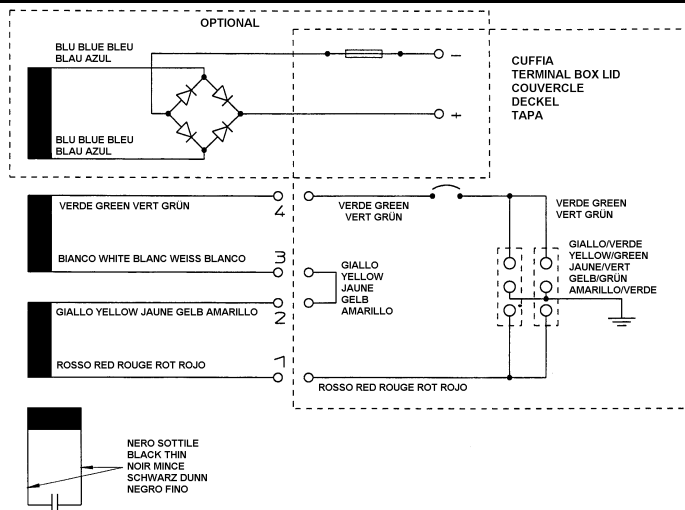 OPTIONAL
BLU BLUE BLEU
BLAU AZUL
−
+
CUFFIA
TERMINAL BOX LID
COUVERCLE
DECKEL
TAPA
BLU BLUE BLEU
BLAU AZUL
VERDE GREEN VERT GRÜN
4
VERDE GREEN
VERT GRÜN
VERDE GREEN
VERT GRÜN
BIANCO WHITE BLANC WEISS BLANCO
3
GIALLO
YELLOW
JAUNE
GELB
AMARILLO
GIALLO/VERDE
YELLOW/GREEN
JAUNE/VERT
GELB/GRÜN
AMARILLO/VERDE
GIALLO YELLOW JAUNE GELB AMARILLO
2
ROSSO RED ROUGE ROT ROJO
1
ROSSO RED ROUGE ROT ROJO
NERO SOTTILE
BLACK THIN
NOIR MINCE
SCHWARZ DUNN
NEGRO FINO